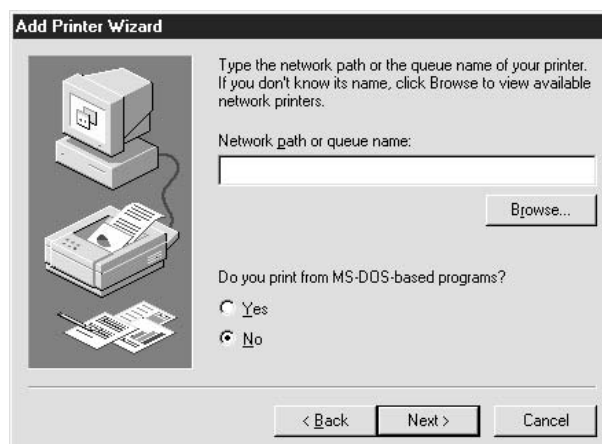 Add Printer Wizard
Type the network path or the queue name of your printer.
If you don't know its name, click Browse to view available
network printers.
Network path or queue name:
Browse...
Do you print from MS-DOS-based programs?
Yes
No
< Back
Next >
Cancel